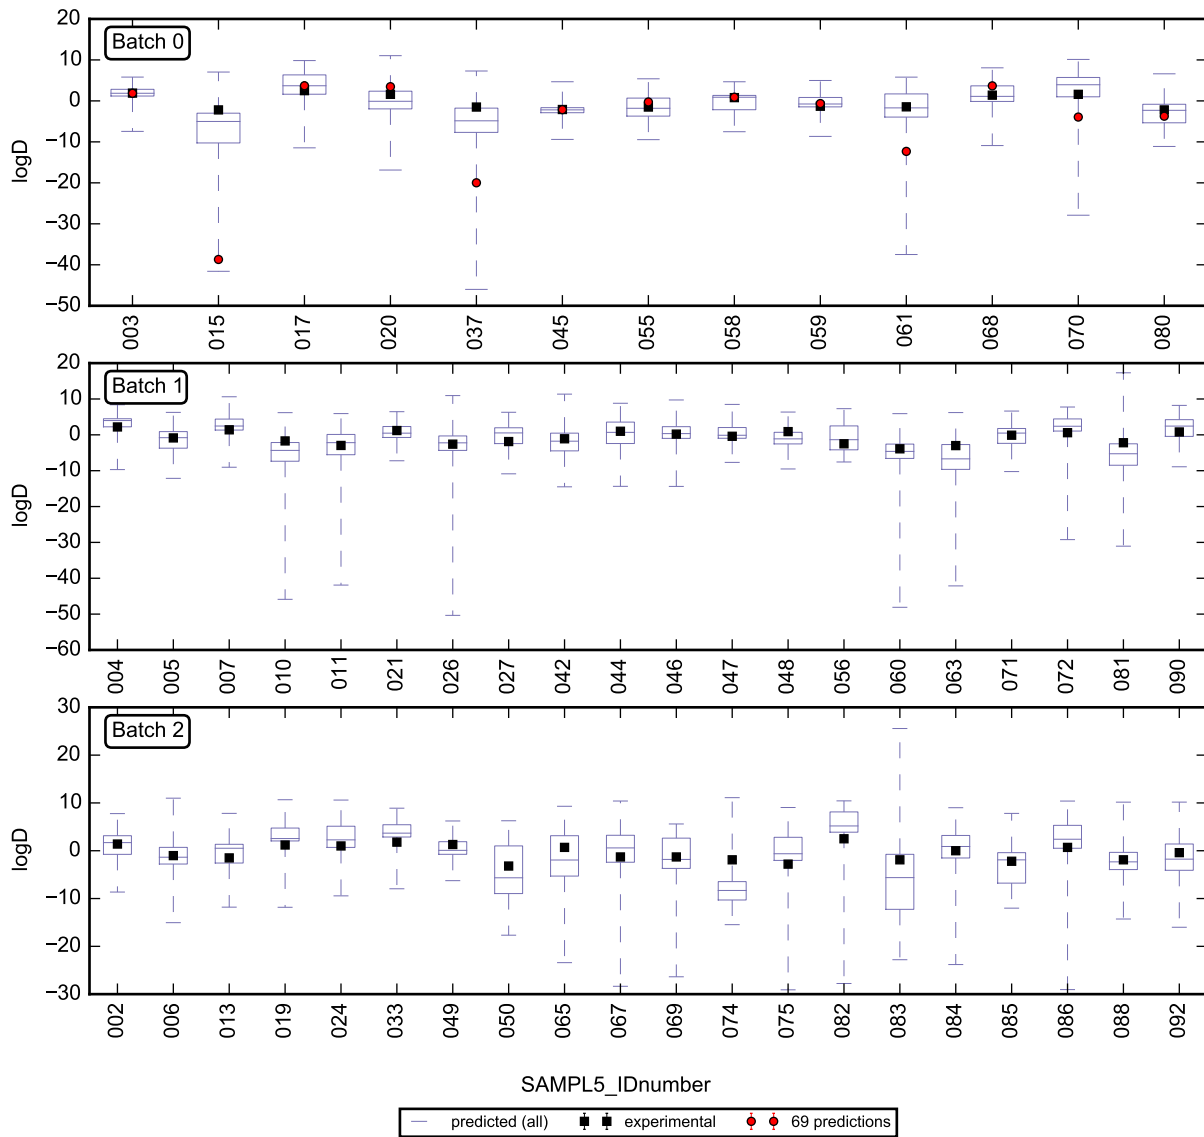 20
Batch 0
10
0
−10
−20
−30
−40
−50
logD
003 015 017 020 037 045 055 058 059 061 068 070 080
20
Batch 1
10
0
−10
−20
−30
−40
−50
−60
logD
004 005 007 010 011 021 026 027 042 044 046 047 048 056 060 063 071 072 081 090
30
Batch 2
20
10
0
−10
−20
−30
logD
002 006 013 019 024 033 049 050 065 067 069 074 075 082 083 084 085 086 088 092
SAMPL5_IDnumber
predicted (all) experimental 69 predictions